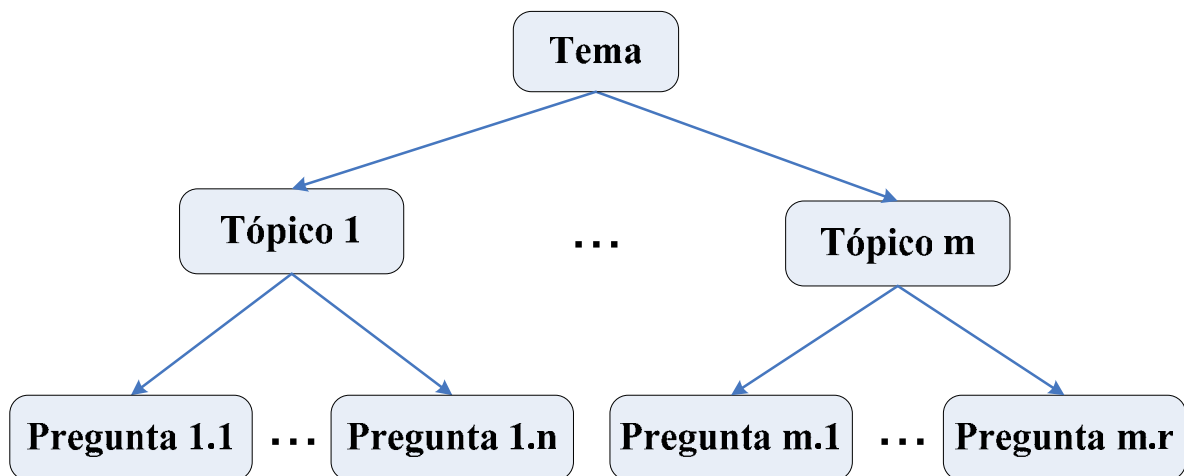 Tema
Tópico 1
...
Tópico m
Pregunta 1.1
...
Pregunta 1.n
Pregunta m.1
...
Pregunta m.r